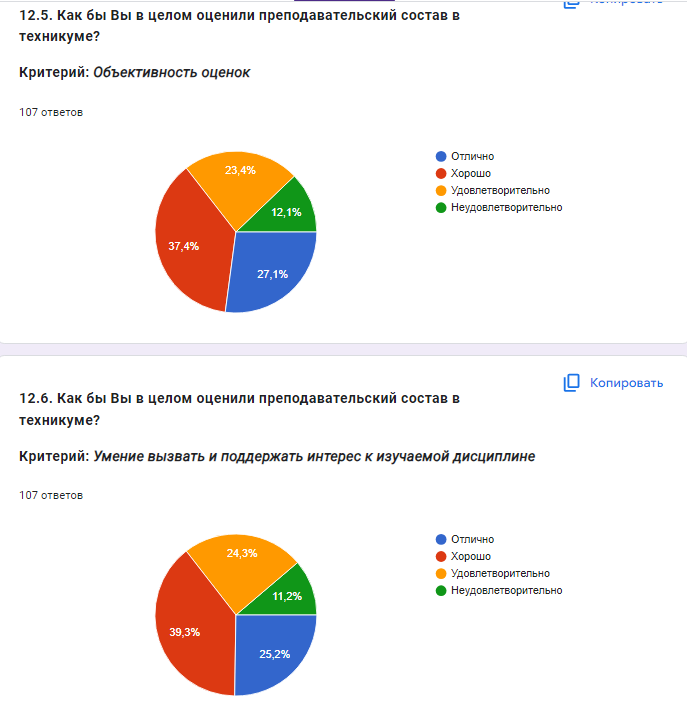 12.5. Как бы Вы в целом оценили преподавательский состав в
техникуме?
Критерий: Объективность оценок
107 ответов
Отлично
Хорошо
Удовлетворительно
Неудовлетворительно
23,4%
12,1%
37,4%
27,1%
Копировать
12.6. Как бы Вы в целом оценили преподавательский состав в
техникуме?
Критерий: Умение вызвать и поддержать интерес к изучаемой дисциплине
107 ответов
Отлично
Хорошо
Удовлетворительно
Неудовлетворительно
24,3%
11,2%
39,3%
25,2%